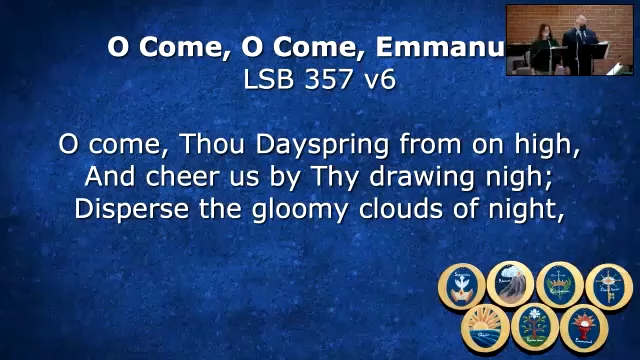 O Come, O Come, Emmanu
LSB 357 v6
O come, Thou Dayspring from on high,
And cheer us by Thy drawing nigh;
Disperse the gloomy clouds of night,